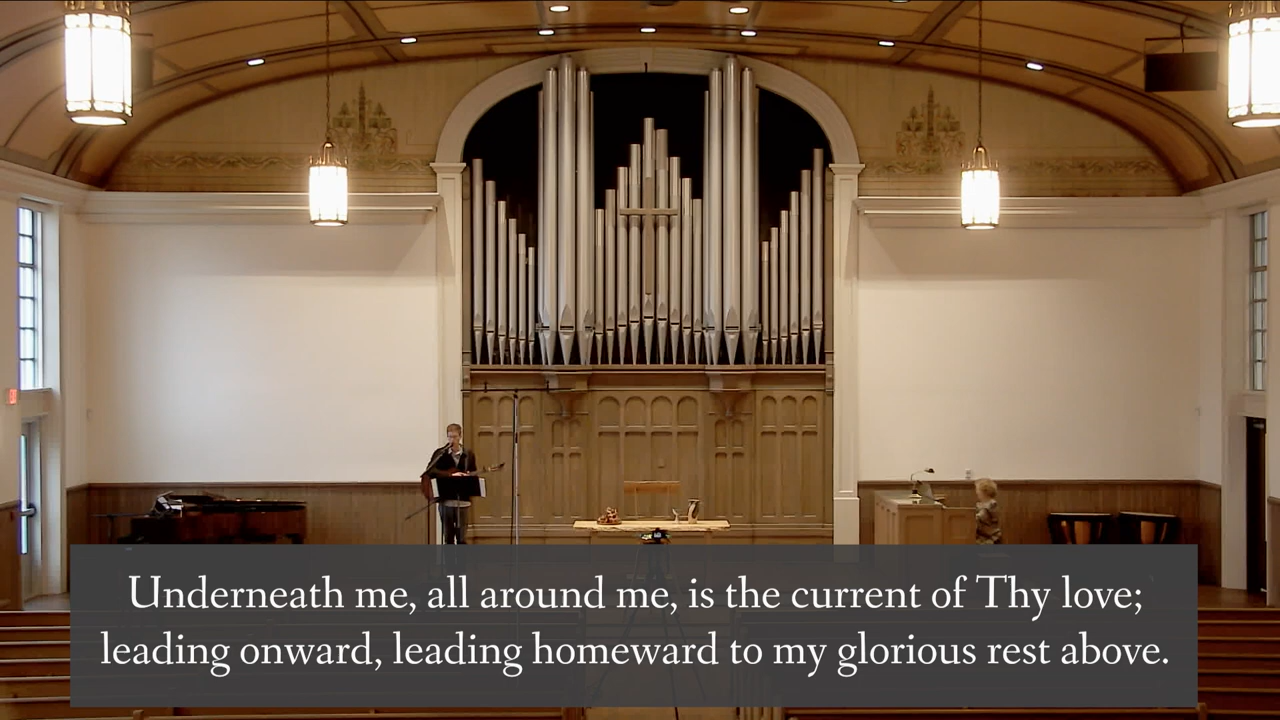 Underneath me, all around me, is the current of Thy love;
leading onward, leading homeward to my glorious rest above.